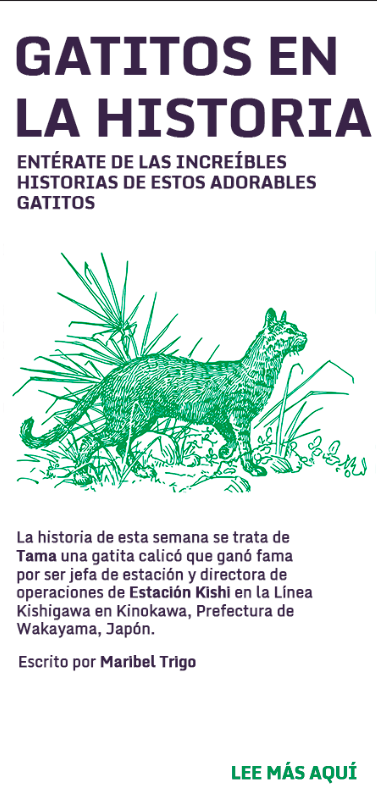 GATITOS EN
LA HISTORIA
ENTÉRATE DE LAS INCREÍBLES
HISTORIAS DE ESTOS ADORABLES
GATITOS
La historia de esta semana se trata de
Tama una gatita calicó que ganó fama
por ser jefa de estación y directora de
operaciones de Estación Kishi en la Línea
Kishigawa en Kinokawa, Prefectura de
Wakayama, Japón.
Escrito por Maribel Trigo
LEE MÁS AQUÍ